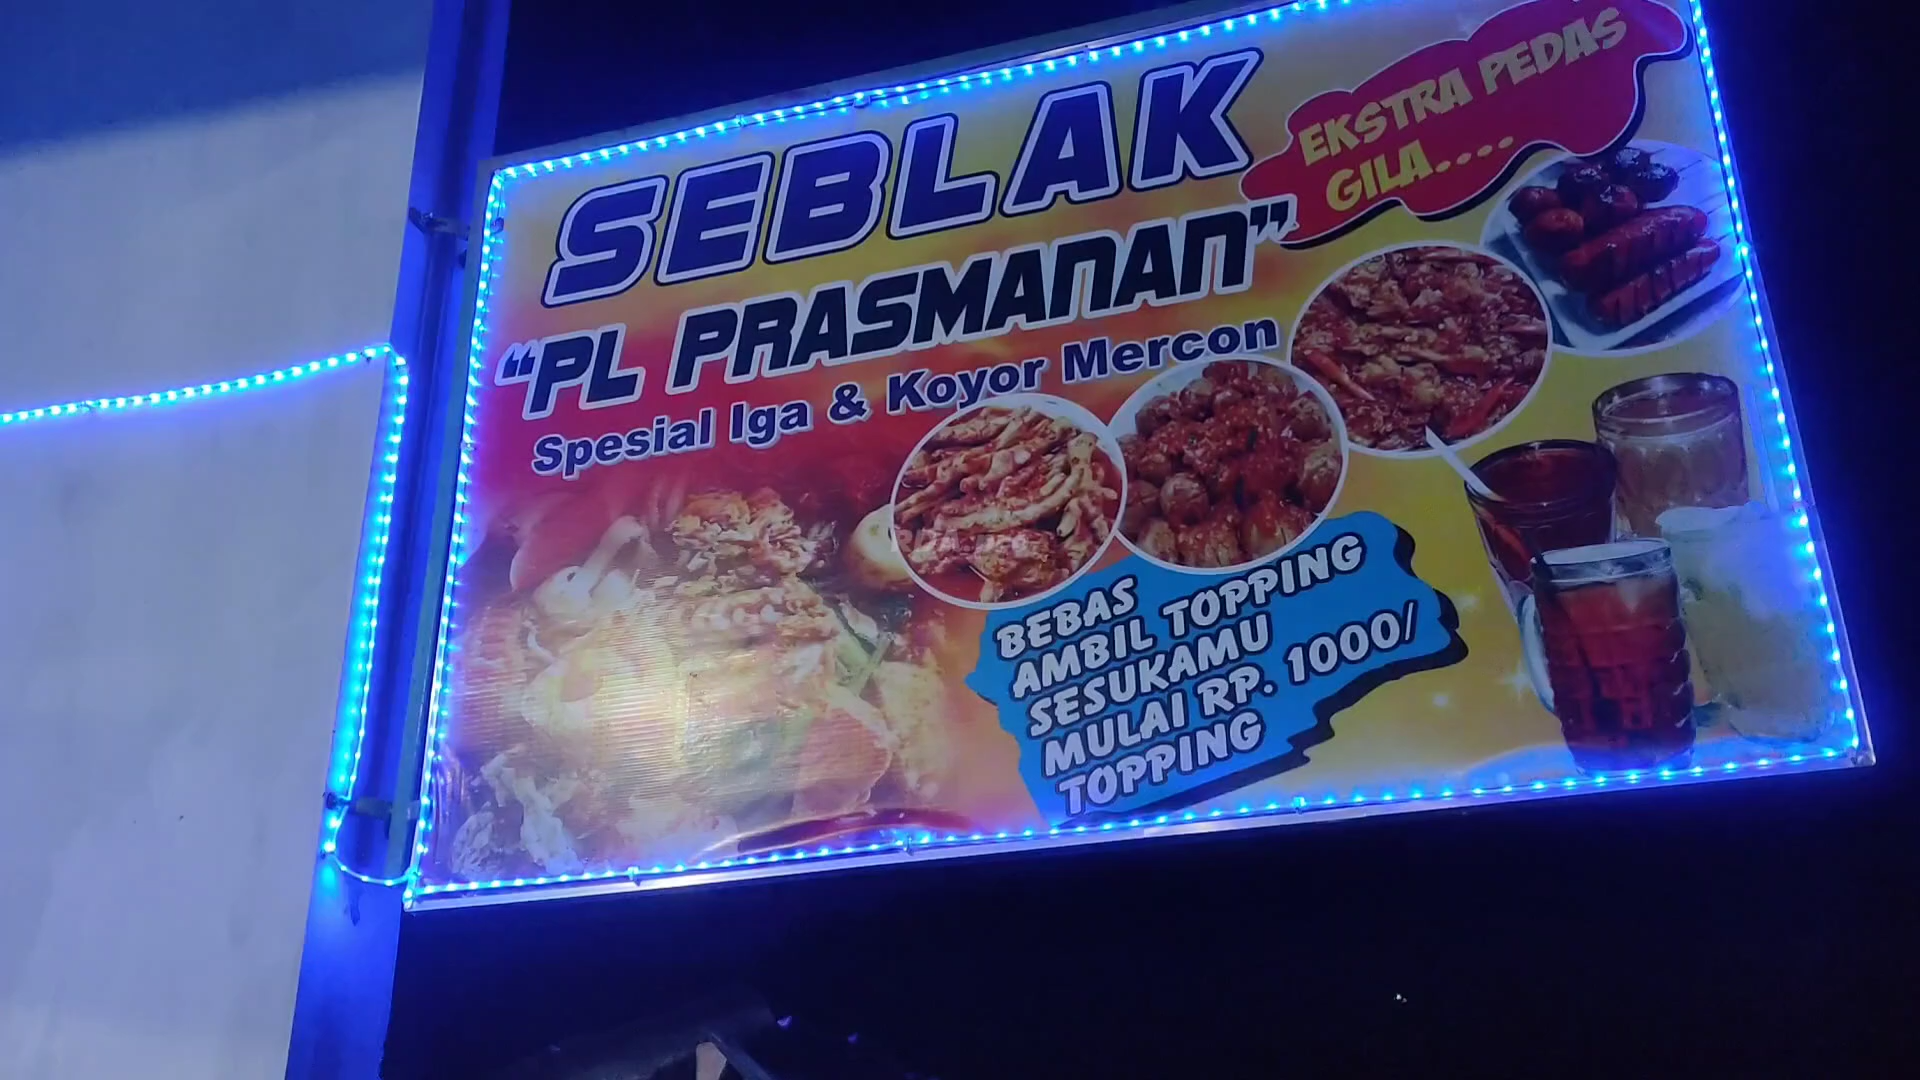 SEBLAK
"PL PRASMANAN"
Spesial Iga & Koyor Mercon
EKSTRA PEDAS
GILA....
BEBAS
AMBIL TOPPING
SESUKAMU
MULAI RP. 1000/
TOPPING